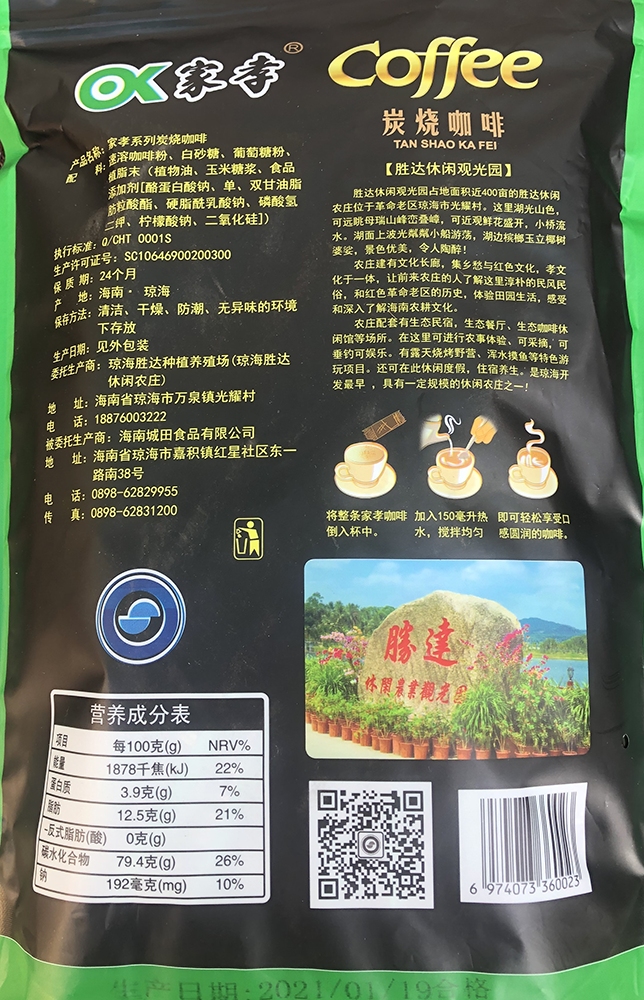 OK家孝®
Coffee
炭烧咖啡
TAN SHAO KA FEI
产品名称：家孝系列炭烧咖啡
配 料：速溶咖啡粉、白砂糖、葡萄糖粉、
植脂末（植物油、玉米糖浆、食品
添加剂[酪蛋白酸钠、单、双甘油脂
肪粒酸酯、硬脂酰乳酸钠、磷酸氢
二钾、柠檬酸钠、二氧化硅]）
执行标准：Q/CHT 0001S
生产许可证号：SC10646900200300
保 质 期：24个月
产 地：海南·琼海
保存方法：清洁、干燥、防潮、无异味的环境
下存放
生产日期：见外包装
委托生产商：琼海胜达种植养殖场(琼海胜达
休闲农庄)
地 址：海南省琼海市万泉镇光耀村
电 话：18876003222
被委托生产商：海南城田食品有限公司
地 址：海南省琼海市嘉积镇红星社区东一
路南38号
电 话：0898-62829955
传 真：0898-62831200
【胜达休闲观光园】
胜达休闲观光园占地面积近400亩的胜达休闲
农庄位于革命老区琼海市光耀村。这里湖光山色，
可远眺母瑞山峰峦叠嶂，可近观鲜花盛开，小桥流
水。湖面上波光粼粼小船游荡，湖边槟榔玉立椰树
婆娑，景色优美，令人陶醉！
农庄建有文化长廊，集乡愁与红色文化，孝文
化于一体，让前来农庄的人了解这里淳朴的民风民
俗，和红色革命老区的历史，体验田园生活，感受
和深入了解海南农耕文化。
农庄配套有生态民宿，生态餐厅、生态咖啡休
闲馆等场所。在这里可进行农事体验、可采摘，可
垂钓可娱乐。有露天烧烤野营、浑水摸鱼等特色游
玩项目。还可在此休闲度假，住宿养生。是琼海开
发最早，具有一定规模的休闲农庄之一！
将整条家孝咖啡
倒入杯中。
加入150毫升热
水，搅拌均匀
即可轻松享受口
感圆润的咖啡。
勝達
休閑農業觀光園
营养成分表
项目 每100克(g) NRV%
能量 1878千焦(kJ) 22%
蛋白质 3.9克(g) 7%
脂肪 12.5克(g) 21%
-反式脂肪(酸) 0克(g)
碳水化合物 79.4克(g) 26%
钠 192毫克(mg) 10%
6 974073 360023
生产日期：2021/01/19合格